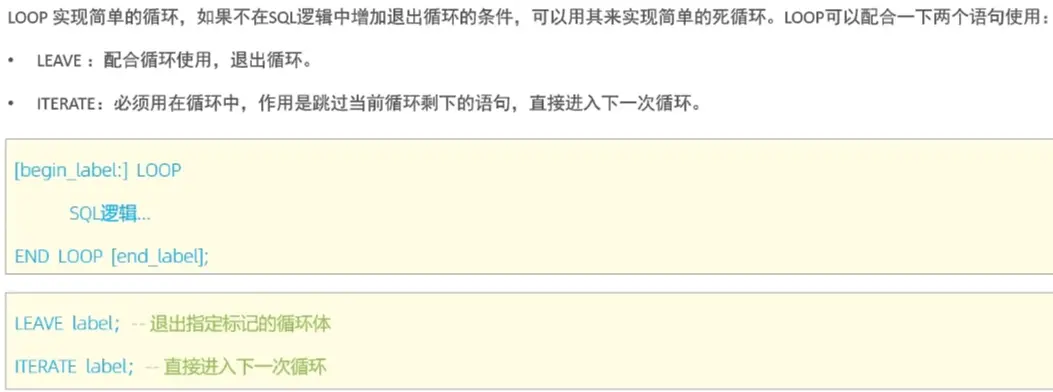 LOOP 实现简单的循环，如果不在SQL逻辑中增加退出循环的条件，可以用其来实现简单的死循环。LOOP可以配合一下两个语句使用：
• LEAVE ：配合循环使用，退出循环。
• ITERATE：必须用在循环中，作用是跳过当前循环剩下的语句，直接进入下一次循环。
[begin_label:] LOOP
SQL逻辑...
END LOOP [end_label];
LEAVE label; -- 退出指定标记的循环体
ITERATE label; -- 直接进入下一次循环